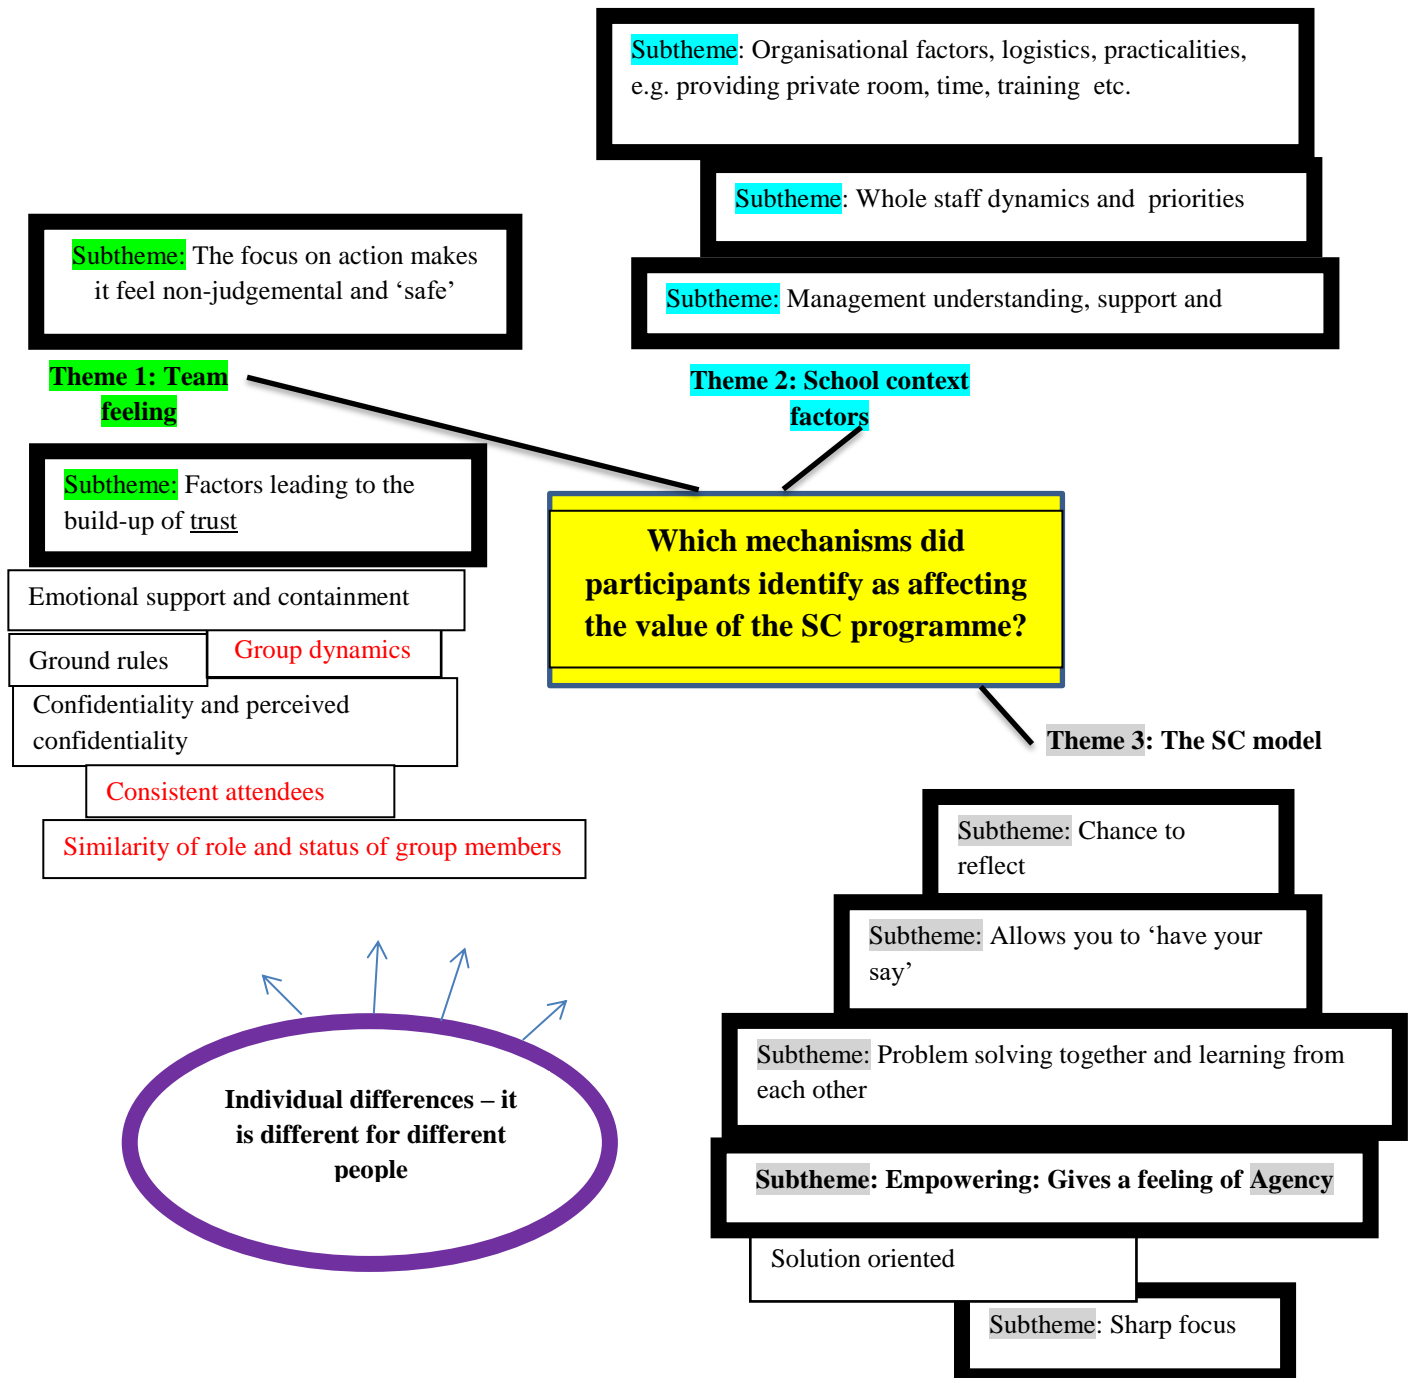 Subtheme: Organisational factors, logistics, practicalities,
e.g. providing private room, time, training etc.
Subtheme: Whole staff dynamics and priorities
Subtheme: Management understanding, support and
Theme 2: School context
factors
Subtheme: The focus on action makes
it feel non-judgemental and ‘safe’
Theme 1: Team
feeling
Subtheme: Factors leading to the
build-up of trust
Emotional support and containment
Ground rules
Group dynamics
Confidentiality and perceived
confidentiality
Consistent attendees
Similarity of role and status of group members
Which mechanisms did
participants identify as affecting
the value of the SC programme?
Theme 3: The SC model
Subtheme: Chance to
reflect
Subtheme: Allows you to ‘have your
say’
Subtheme: Problem solving together and learning from
each other
Subtheme: Empowering: Gives a feeling of Agency
Solution oriented
Subtheme: Sharp focus
Individual differences – it
is different for different
people